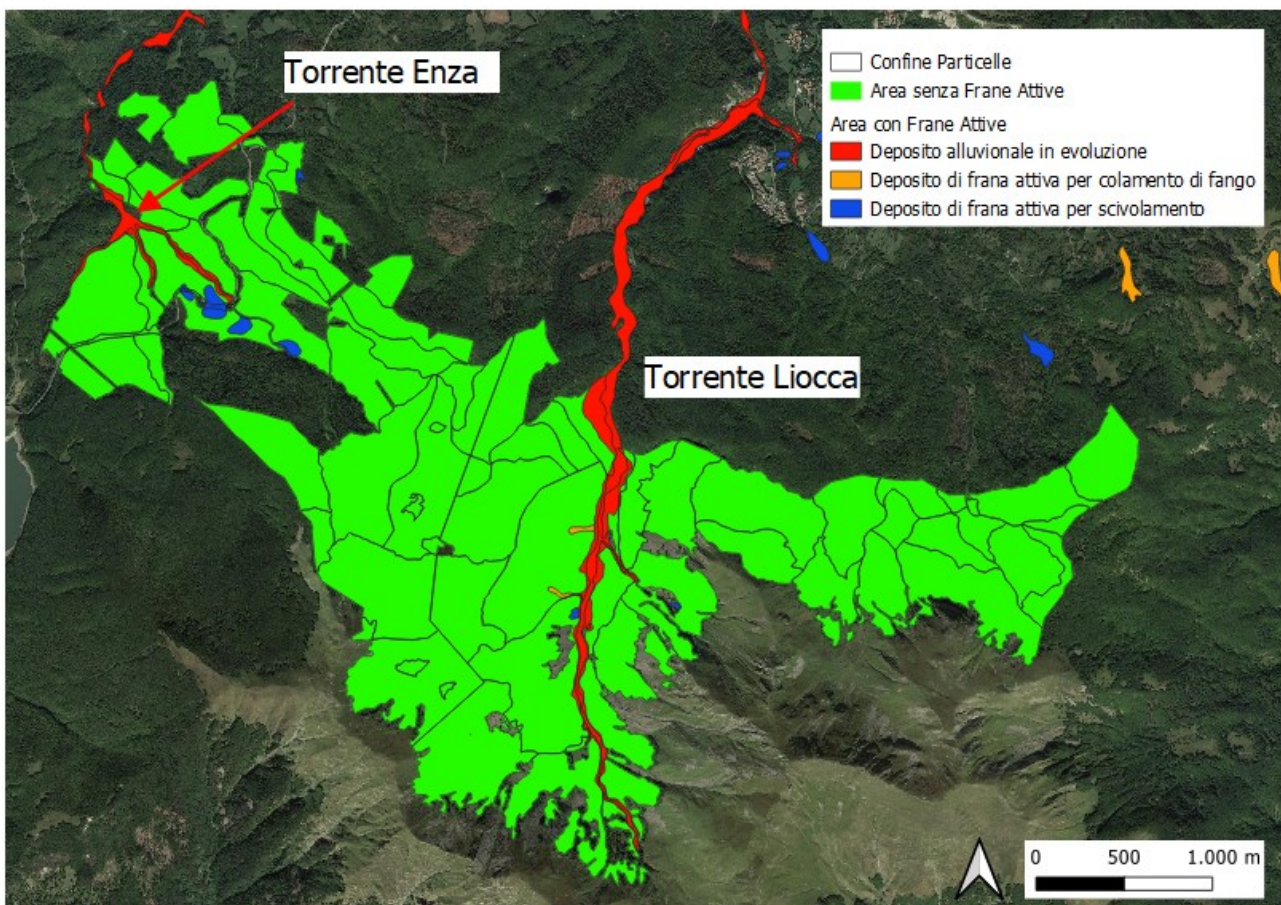 Torrente Enza
Confine Particelle
Area senza Frane Attive
Area con Frane Attive
Deposito alluvionale in evoluzione
Deposito di frana attiva per colamento di fango
Deposito di frana attiva per scivolamento
Torrente Liocca
0 500 1.000 m